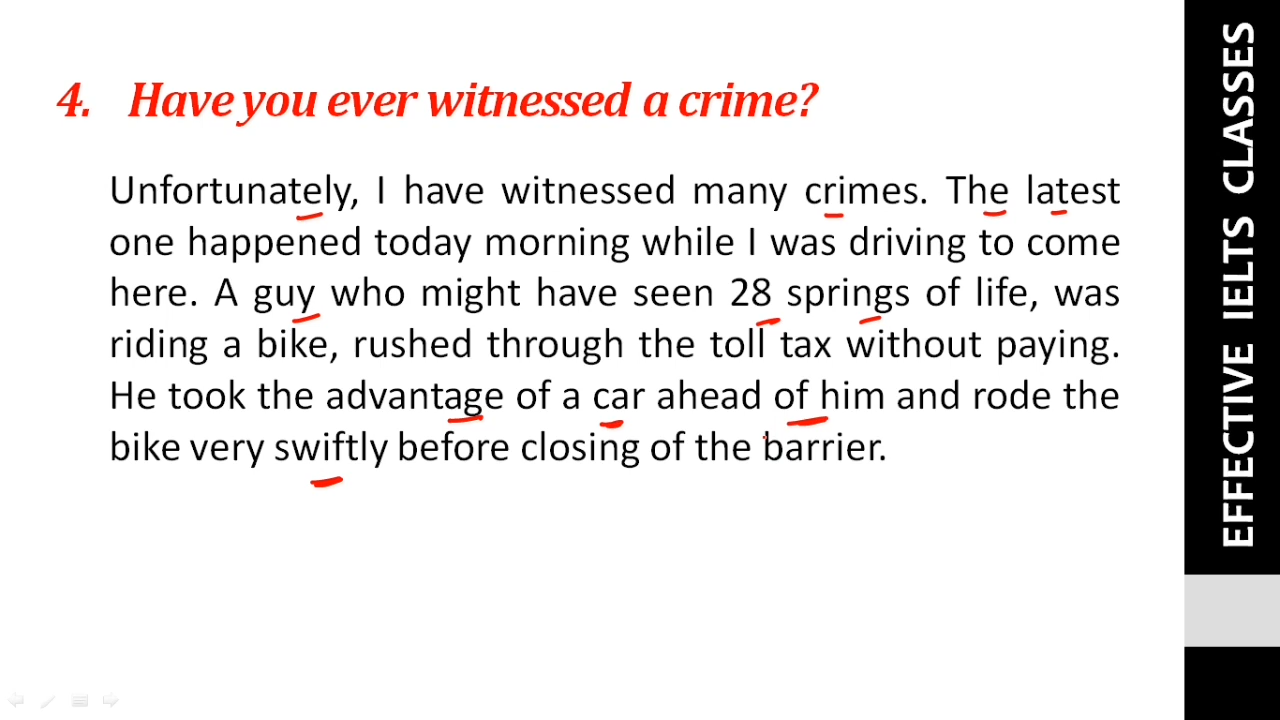 4. Have you ever witnessed a crime?
Unfortunately, I have witnessed many crimes. The latest
one happened today morning while I was driving to come
here. A guy who might have seen 28 springs of life, was
riding a bike, rushed through the toll tax without paying.
He took the advantage of a car ahead of him and rode the
bike very swiftly before closing of the barrier.
EFFECTIVE IELTS CLASSES